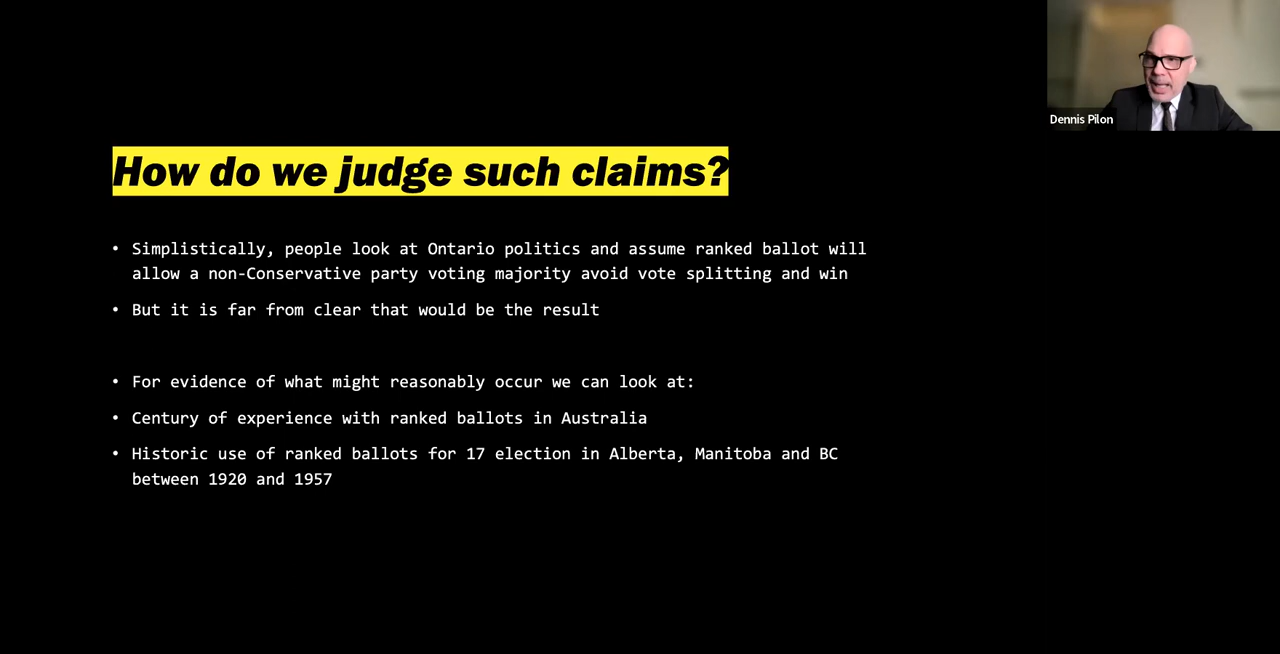 Dennis Pilon
How do we judge such claims?
• Simplistically, people look at Ontario politics and assume ranked ballot will
allow a non-Conservative party voting majority avoid vote splitting and win
• But it is far from clear that would be the result
• For evidence of what might reasonably occur we can look at:
• Century of experience with ranked ballots in Australia
• Historic use of ranked ballots for 17 election in Alberta, Manitoba and BC
between 1920 and 1957